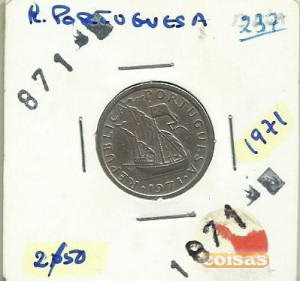 R. PORTUGUESA
237
871
REPUBLICA PORTUGUESA
·1971·
1971
2$50
1871
coisas